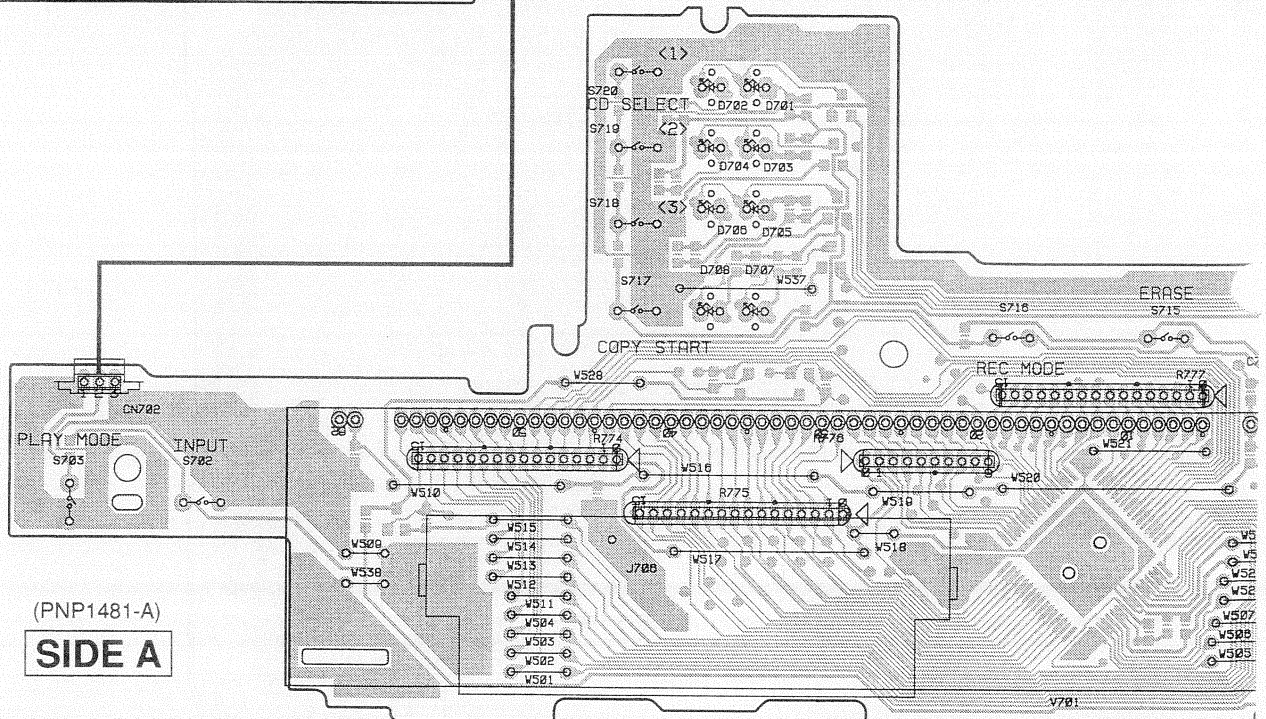 <1>
S720
CD SELECT
D702 D701
S719
<2>
D704 D703
S718
<3>
D706 D705
D708 D707
S717
W537
ERASE
S716
S715
COPY START
REC MODE
R777
W528
CN702
PLAY MODE
INPUT
S703
S702
R774
R776
W521
W516
W510
W519
W520
R775
W515
W518
W514
W509
W517
W513
J706
W538
W512
W511
W504
W503
W502
W501
W507
W506
W505
V701
(PNP1481-A)
SIDE A